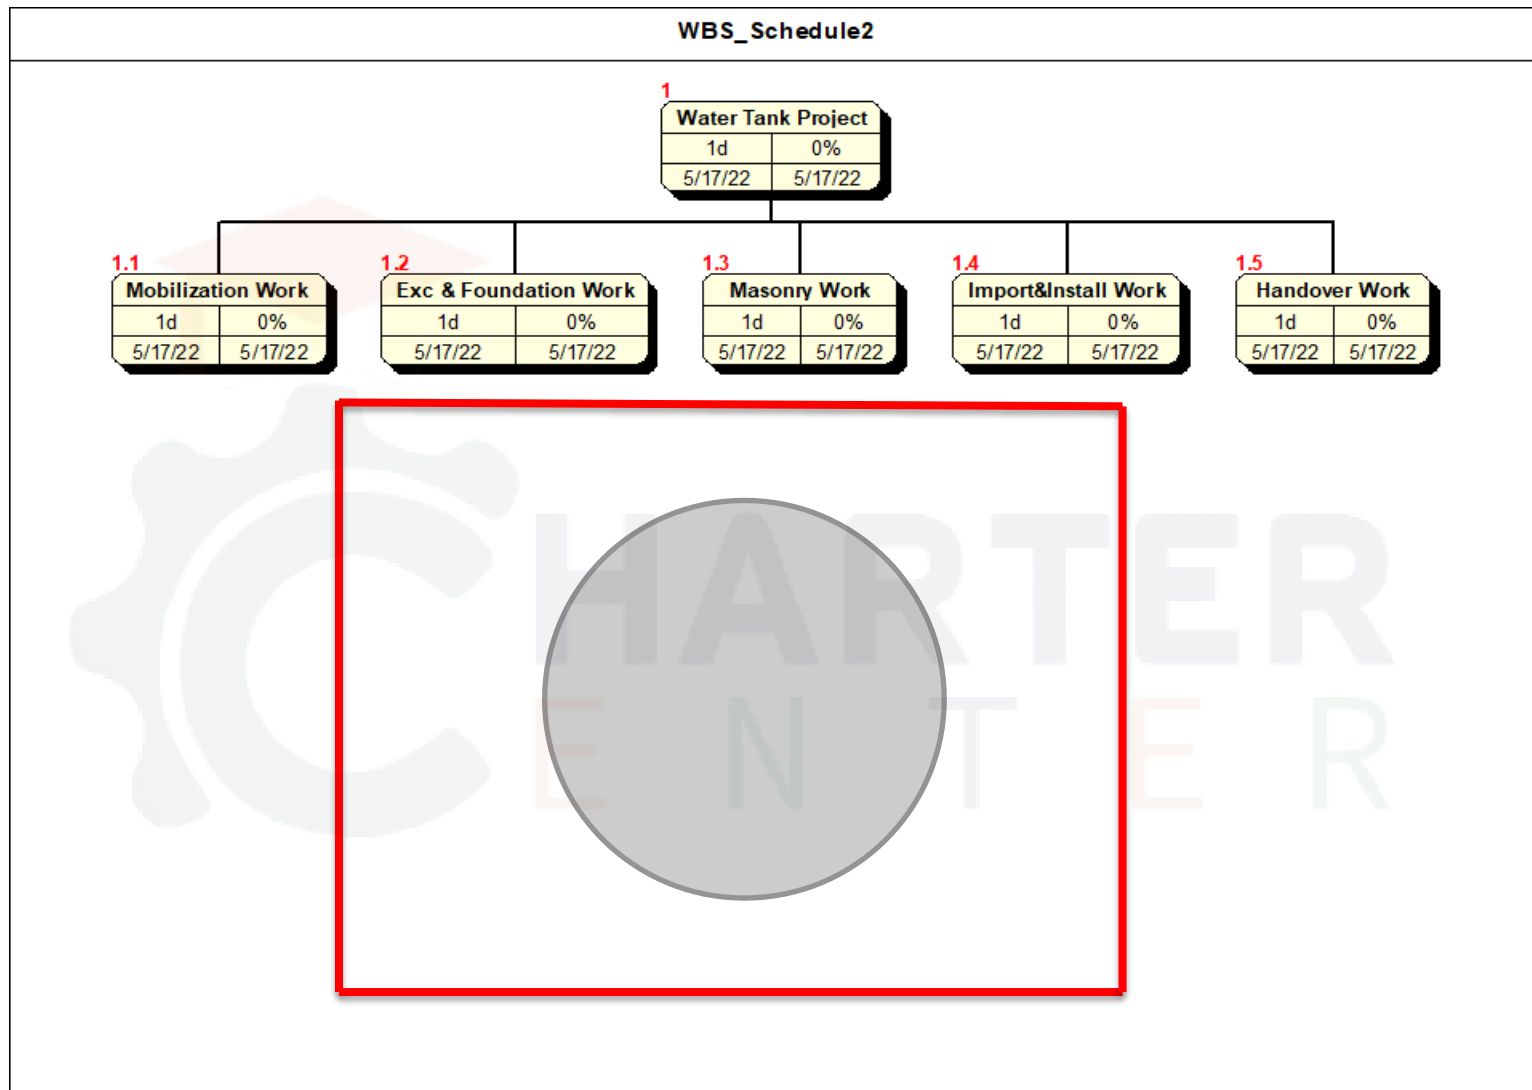 WBS_Schedule2
1
Water Tank Project
1d 0%
5/17/22 5/17/22
1.1 1.2 1.3 1.4 1.5
Mobilization Work Exc & Foundation Work Masonry Work Import&Install Work Handover Work
1d 0% 1d 0% 1d 0% 1d 0% 1d 0%
5/17/22 5/17/22 5/17/22 5/17/22 5/17/22 5/17/22 5/17/22 5/17/22 5/17/22 5/17/22
CHARTER
CENTER